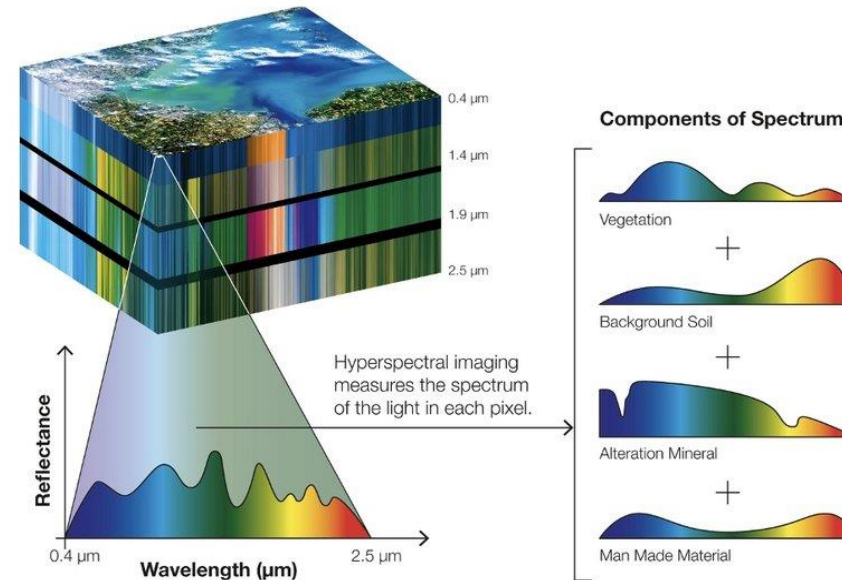 0.4 µm
1.4 µm
1.9 µm
2.5 µm
Components of Spectrum
Vegetation
+
Background Soil
+
Alteration Mineral
+
Man Made Material
Hyperspectral imaging
measures the spectrum
of the light in each pixel.
Reflectance
0.4 µm
2.5 µm
Wavelength (µm)